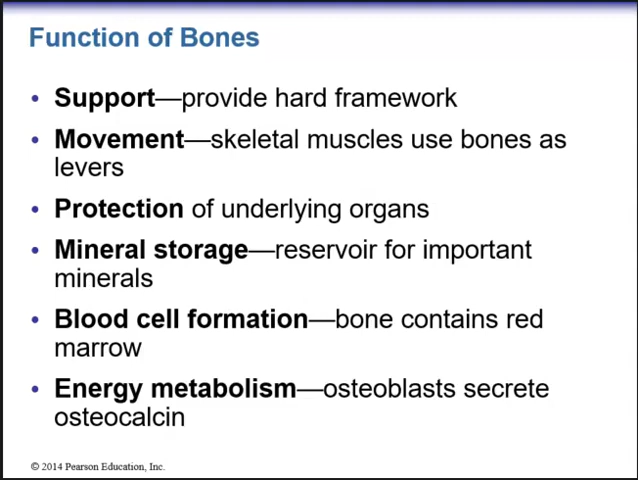 Function of Bones
• Support—provide hard framework
• Movement—skeletal muscles use bones as
levers
• Protection of underlying organs
• Mineral storage—reservoir for important
minerals
• Blood cell formation—bone contains red
marrow
• Energy metabolism—osteoblasts secrete
osteocalcin
© 2014 Pearson Education, Inc.